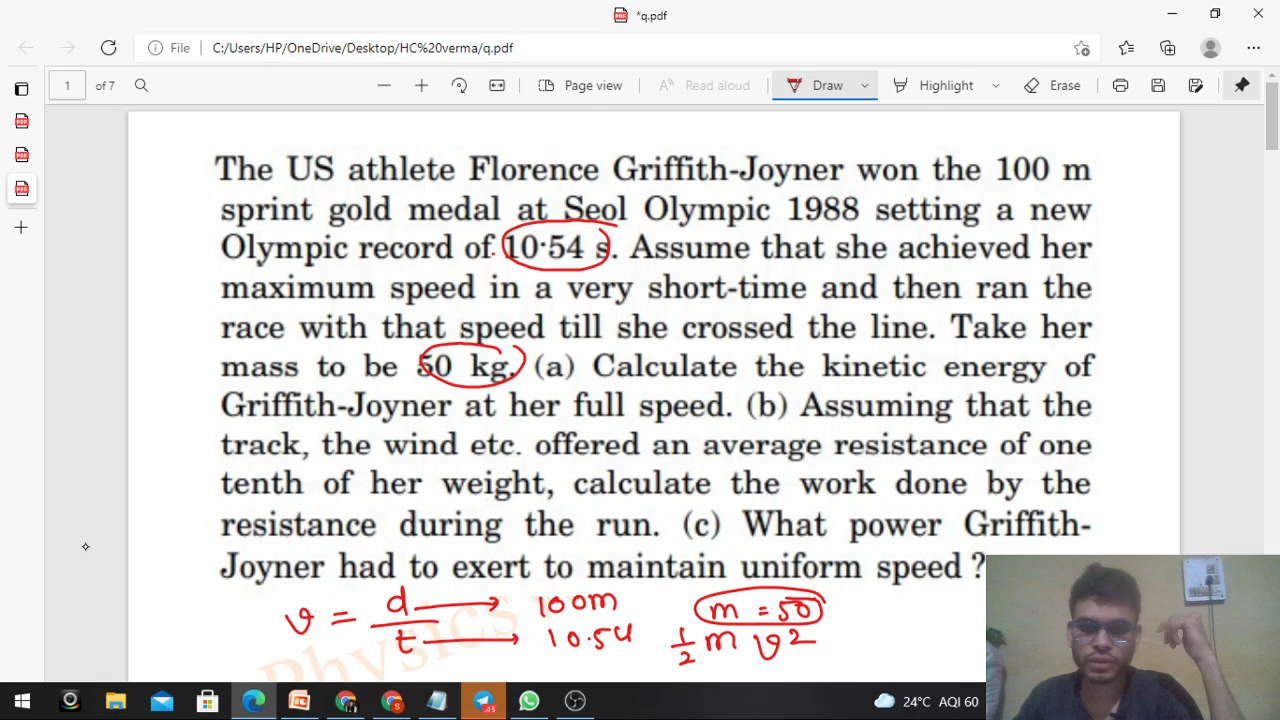 *q.pdf
File C:/Users/HP/OneDrive/Desktop/HC%20verma/q.pdf
1 of 7 Page view Read aloud Draw Highlight Erase
The US athlete Florence Griffith-Joyner won the 100 m
sprint gold medal at Seol Olympic 1988 setting a new
Olympic record of 10·54 s. Assume that she achieved her
maximum speed in a very short-time and then ran the
race with that speed till she crossed the line. Take her
mass to be 50 kg. (a) Calculate the kinetic energy of
Griffith-Joyner at her full speed. (b) Assuming that the
track, the wind etc. offered an average resistance of one
tenth of her weight, calculate the work done by the
resistance during the run. (c) What power Griffith-
Joyner had to exert to maintain uniform speed ?
v = d/t d → 100m m = 50
t → 10.54 1/2 m v²
Physics
24°C AQI 60